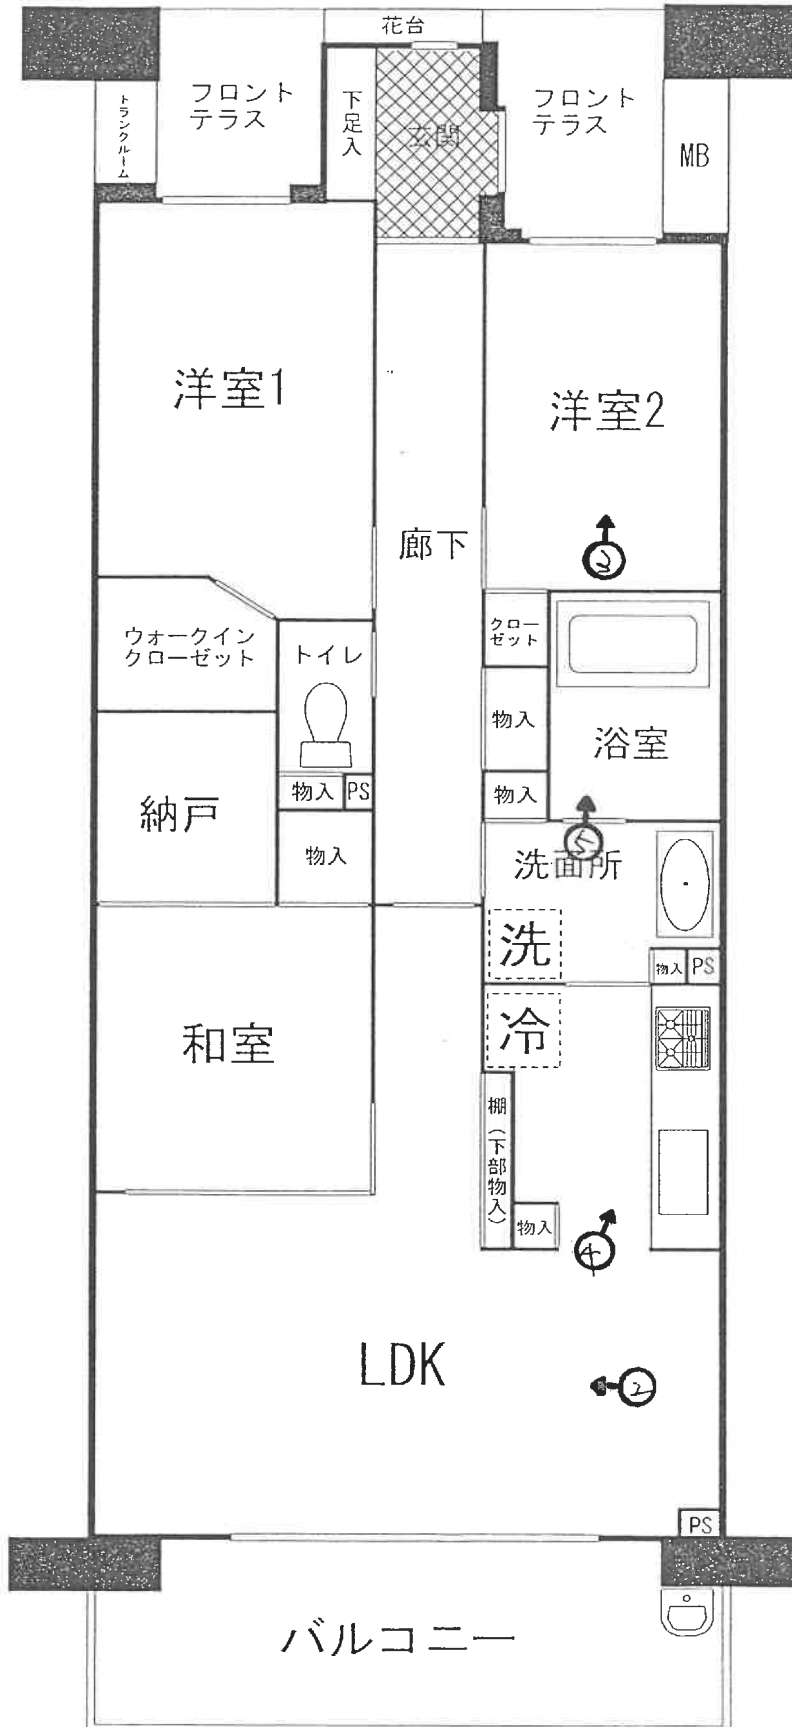 花台
トランクルーム
フロント
テラス
下足入
玄関
フロント
テラス
MB
洋室1
洋室2
廊下
③
ウォークイン
クローゼット
トイレ
クロー
ゼット
物入
浴室
納戸
物入
PS
物入
物入
⑤
洗面所
洗
物入
PS
和室
冷
棚(下部物入)
物入
④
LDK
②
PS
バルコニー